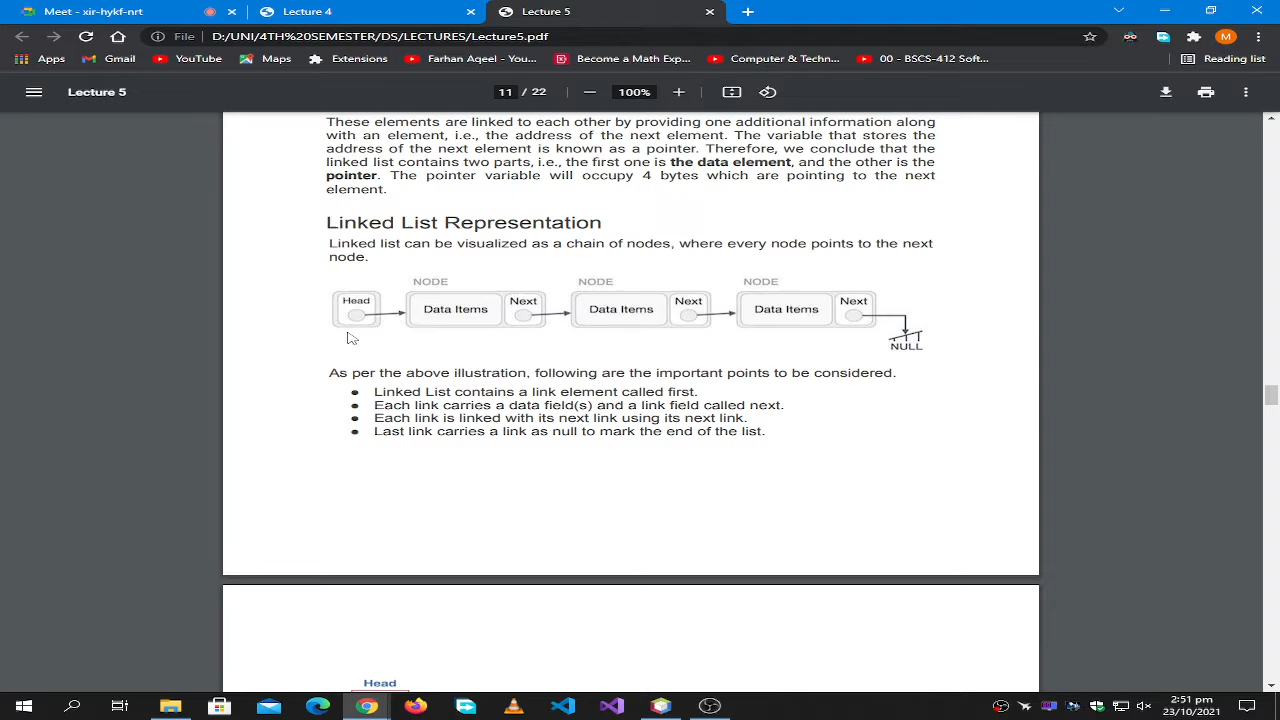 Meet - xir-hykf-nrt
Lecture 4
Lecture 5
File D:/UNI/4TH%20SEMESTER/DS/LECTURES/Lecture5.pdf
Apps Gmail YouTube Maps Extensions Farhan Aqeel - You... Become a Math Exp... Computer & Techn... 00 - BSCS-412 Soft... Reading list
Lecture 5 11 / 22 100%
These elements are linked to each other by providing one additional information along
with an element, i.e., the address of the next element. The variable that stores the
address of the next element is known as a pointer. Therefore, we conclude that the
linked list contains two parts, i.e., the first one is the data element, and the other is the
pointer. The pointer variable will occupy 4 bytes which are pointing to the next
element.
Linked List Representation
Linked list can be visualized as a chain of nodes, where every node points to the next
node.
NODE NODE NODE
Head Data Items Next Data Items Next Data Items Next
NULL
As per the above illustration, following are the important points to be considered.
● Linked List contains a link element called first.
● Each link carries a data field(s) and a link field called next.
● Each link is linked with its next link using its next link.
● Last link carries a link as null to mark the end of the list.
Head
2:51 pm
23/10/2021